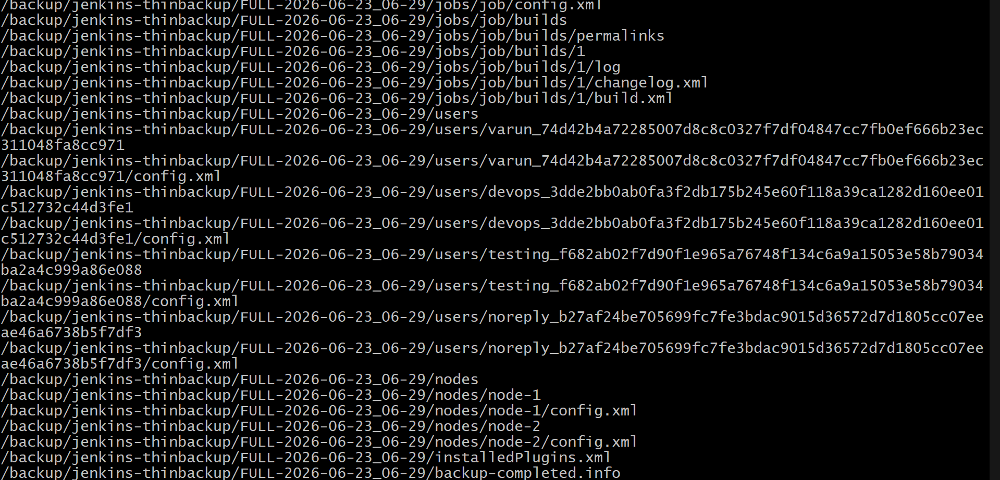 /backup/jenkins-thinbackup/FULL-2026-06-23_06-29/jobs/job/config.xml
/backup/jenkins-thinbackup/FULL-2026-06-23_06-29/jobs/job/builds
/backup/jenkins-thinbackup/FULL-2026-06-23_06-29/jobs/job/builds/permalinks
/backup/jenkins-thinbackup/FULL-2026-06-23_06-29/jobs/job/builds/1
/backup/jenkins-thinbackup/FULL-2026-06-23_06-29/jobs/job/builds/1/log
/backup/jenkins-thinbackup/FULL-2026-06-23_06-29/jobs/job/builds/1/changelog.xml
/backup/jenkins-thinbackup/FULL-2026-06-23_06-29/jobs/job/builds/1/build.xml
/backup/jenkins-thinbackup/FULL-2026-06-23_06-29/users
/backup/jenkins-thinbackup/FULL-2026-06-23_06-29/users/varun_74d42b4a72285007d8c8c0327f7df04847cc7fb0ef666b23ec
311048fa8cc971
/backup/jenkins-thinbackup/FULL-2026-06-23_06-29/users/varun_74d42b4a72285007d8c8c0327f7df04847cc7fb0ef666b23ec
311048fa8cc971/config.xml
/backup/jenkins-thinbackup/FULL-2026-06-23_06-29/users/devops_3dde2bb0ab0fa3f2db175b245e60f118a39ca1282d160ee01
c512732c44d3fe1
/backup/jenkins-thinbackup/FULL-2026-06-23_06-29/users/devops_3dde2bb0ab0fa3f2db175b245e60f118a39ca1282d160ee01
c512732c44d3fe1/config.xml
/backup/jenkins-thinbackup/FULL-2026-06-23_06-29/users/testing_f682ab02f7d90f1e965a76748f134c6a9a15053e58b79034
ba2a4c999a86e088
/backup/jenkins-thinbackup/FULL-2026-06-23_06-29/users/testing_f682ab02f7d90f1e965a76748f134c6a9a15053e58b79034
ba2a4c999a86e088/config.xml
/backup/jenkins-thinbackup/FULL-2026-06-23_06-29/users/noreply_b27af24be705699fc7fe3bdac9015d36572d7d1805cc07ee
ae46a6738b5f7df3
/backup/jenkins-thinbackup/FULL-2026-06-23_06-29/users/noreply_b27af24be705699fc7fe3bdac9015d36572d7d1805cc07ee
ae46a6738b5f7df3/config.xml
/backup/jenkins-thinbackup/FULL-2026-06-23_06-29/nodes
/backup/jenkins-thinbackup/FULL-2026-06-23_06-29/nodes/node-1
/backup/jenkins-thinbackup/FULL-2026-06-23_06-29/nodes/node-1/config.xml
/backup/jenkins-thinbackup/FULL-2026-06-23_06-29/nodes/node-2
/backup/jenkins-thinbackup/FULL-2026-06-23_06-29/nodes/node-2/config.xml
/backup/jenkins-thinbackup/FULL-2026-06-23_06-29/installedPlugins.xml
/backup/jenkins-thinbackup/FULL-2026-06-23_06-29/backup-completed.info